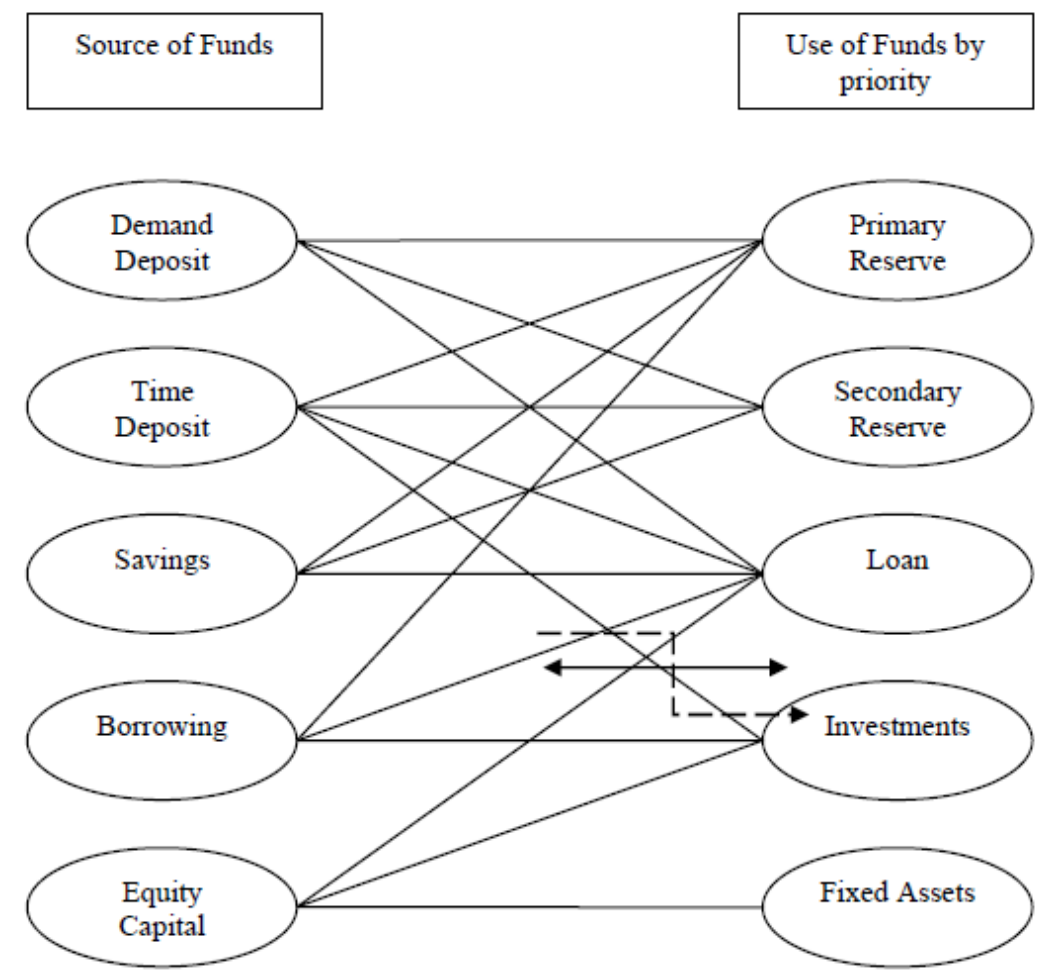 Source of Funds
Use of Funds by
priority
Demand
Deposit
Primary
Reserve
Time
Deposit
Secondary
Reserve
Savings
Loan
Borrowing
Investments
Equity
Capital
Fixed Assets